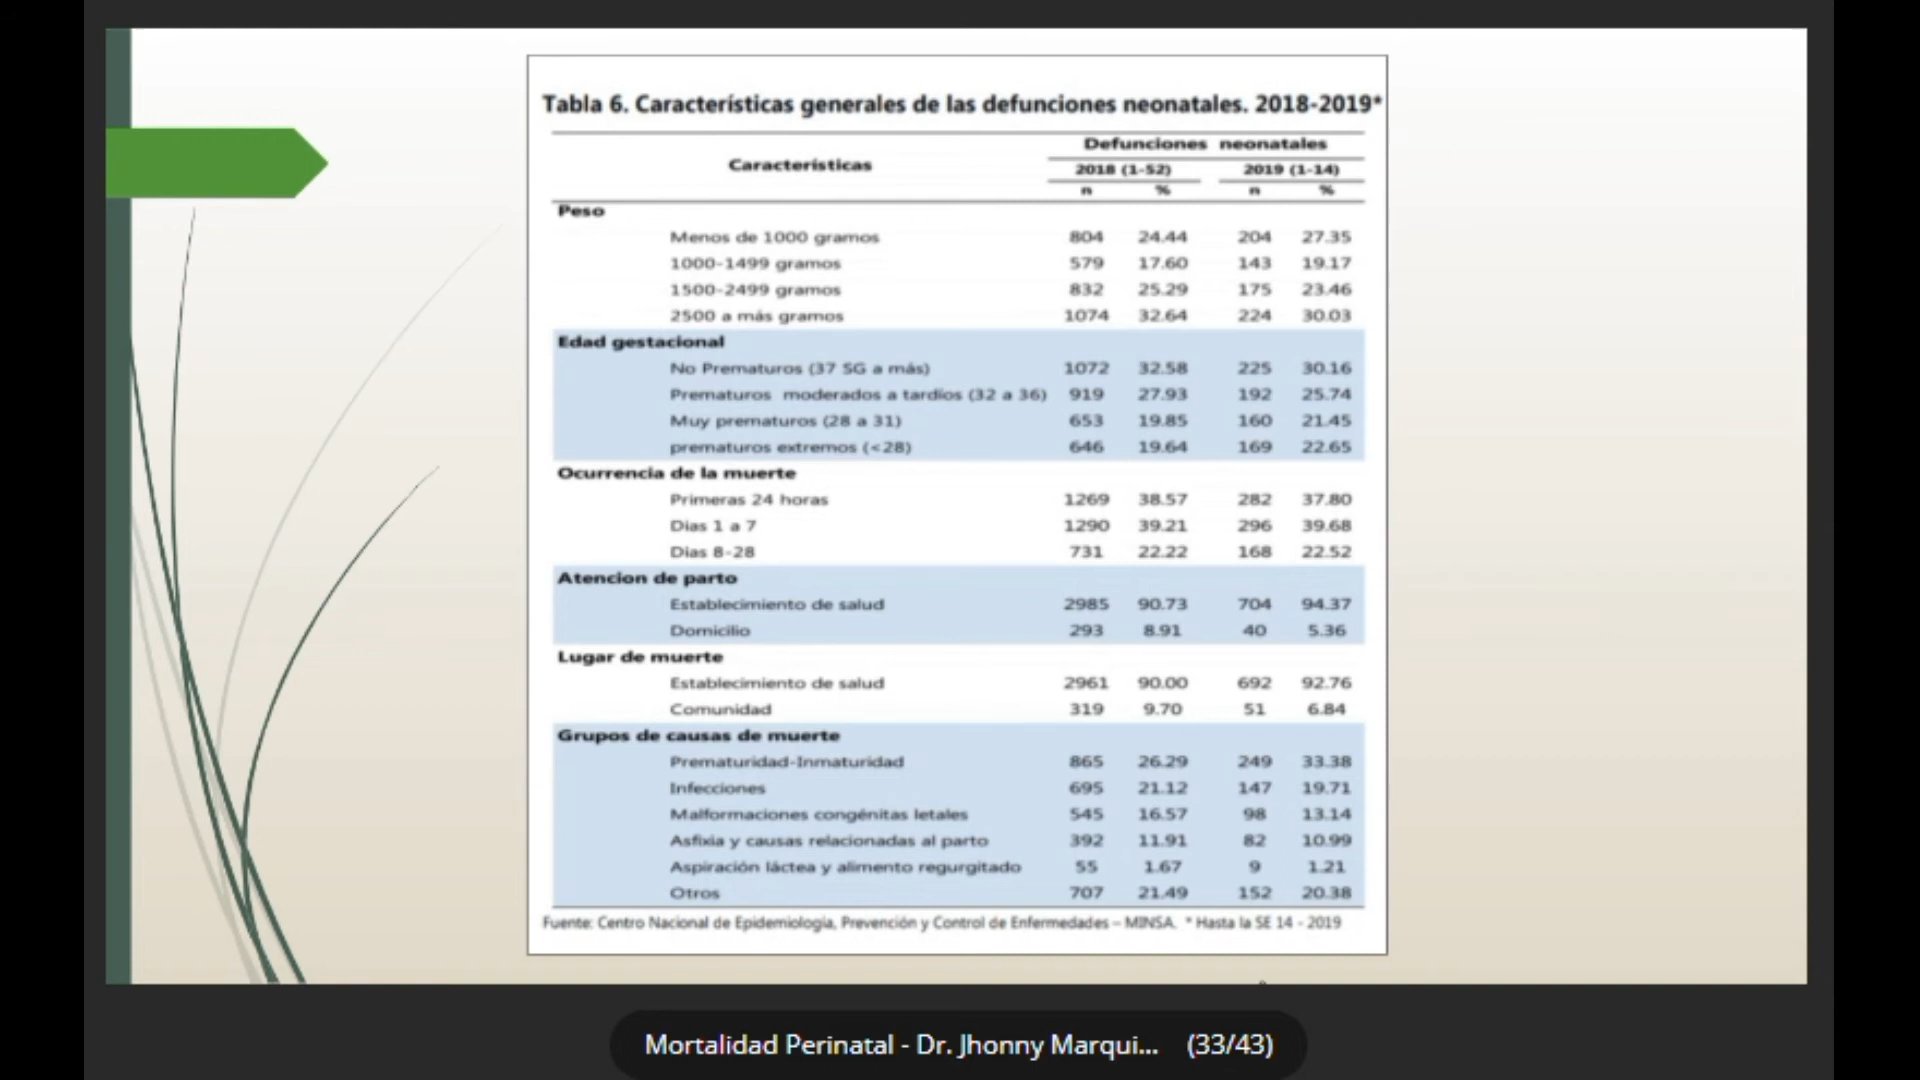 Tabla 6. Características generales de las defunciones neonatales. 2018-2019*
Características
Defunciones neonatales
2018 (1-52) 2019 (1-14)
n % n %
Peso
Menos de 1000 gramos 804 24.44 204 27.35
1000-1499 gramos 579 17.60 143 19.17
1500-2499 gramos 832 25.29 175 23.46
2500 a más gramos 1074 32.64 224 30.03
Edad gestacional
No Prematuros (37 SG a más) 1072 32.58 225 30.16
Prematuros moderados a tardíos (32 a 36) 919 27.93 192 25.74
Muy prematuros (28 a 31) 653 19.85 160 21.45
prematuros extremos (<28) 646 19.64 169 22.65
Ocurrencia de la muerte
Primeras 24 horas 1269 38.57 282 37.80
Dias 1 a 7 1290 39.21 296 39.68
Dias 8-28 731 22.22 168 22.52
Atencion de parto
Establecimiento de salud 2985 90.73 704 94.37
Domicilio 293 8.91 40 5.36
Lugar de muerte
Establecimiento de salud 2961 90.00 692 92.76
Comunidad 319 9.70 51 6.84
Grupos de causas de muerte
Prematuridad-Inmaturidad 865 26.29 249 33.38
Infecciones 695 21.12 147 19.71
Malformaciones congénitas letales 545 16.57 98 13.14
Asfixia y causas relacionadas al parto 392 11.91 82 10.99
Aspiración láctea y alimento regurgitado 55 1.67 9 1.21
Otros 707 21.49 152 20.38
Fuente: Centro Nacional de Epidemiología, Prevención y Control de Enfermedades – MINSA. * Hasta la SE 14 - 2019
Mortalidad Perinatal - Dr. Jhonny Marqui... (33/43)